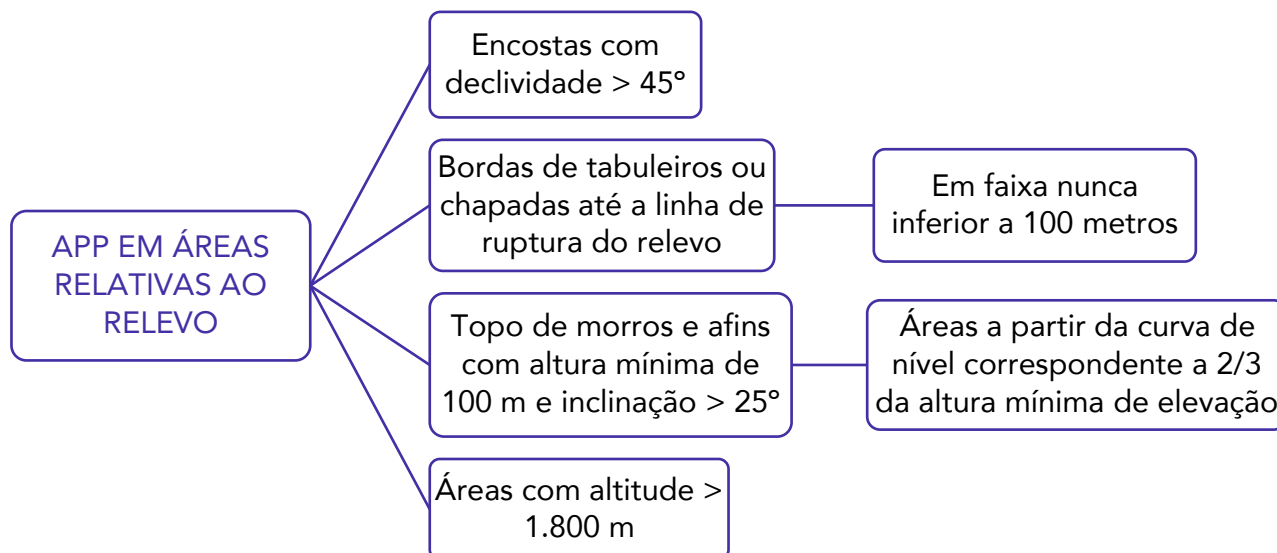 Encostas com
declividade > 45º
Bordas de tabuleiros ou
chapadas até a linha de
ruptura do relevo
Em faixa nunca
inferior a 100 metros
APP EM ÁREAS
RELATIVAS AO
RELEVO
Topo de morros e afins
com altura mínima de
100 m e inclinação > 25º
Áreas a partir da curva de
nível correspondente a 2/3
da altura mínima de elevação
Áreas com altitude >
1.800 m